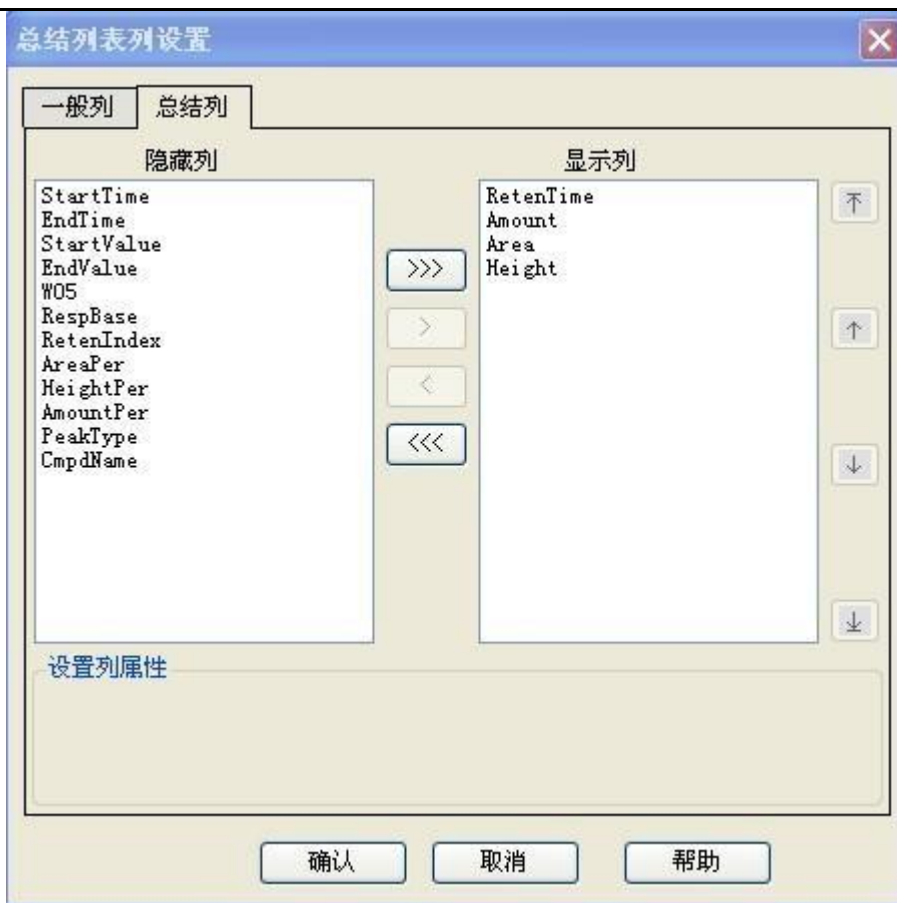 总结列表列设置
一般列 总结列
隐藏列 显示列
StartTime
EndTime
StartValue
EndValue
W05
RespBase
RetenIndex
AreaPer
HeightPer
AmountPer
PeakType
CmpdName
>>>
>
<
<<<
RetenTime
Amount
Area
Height
设置列属性
确认 取消 帮助